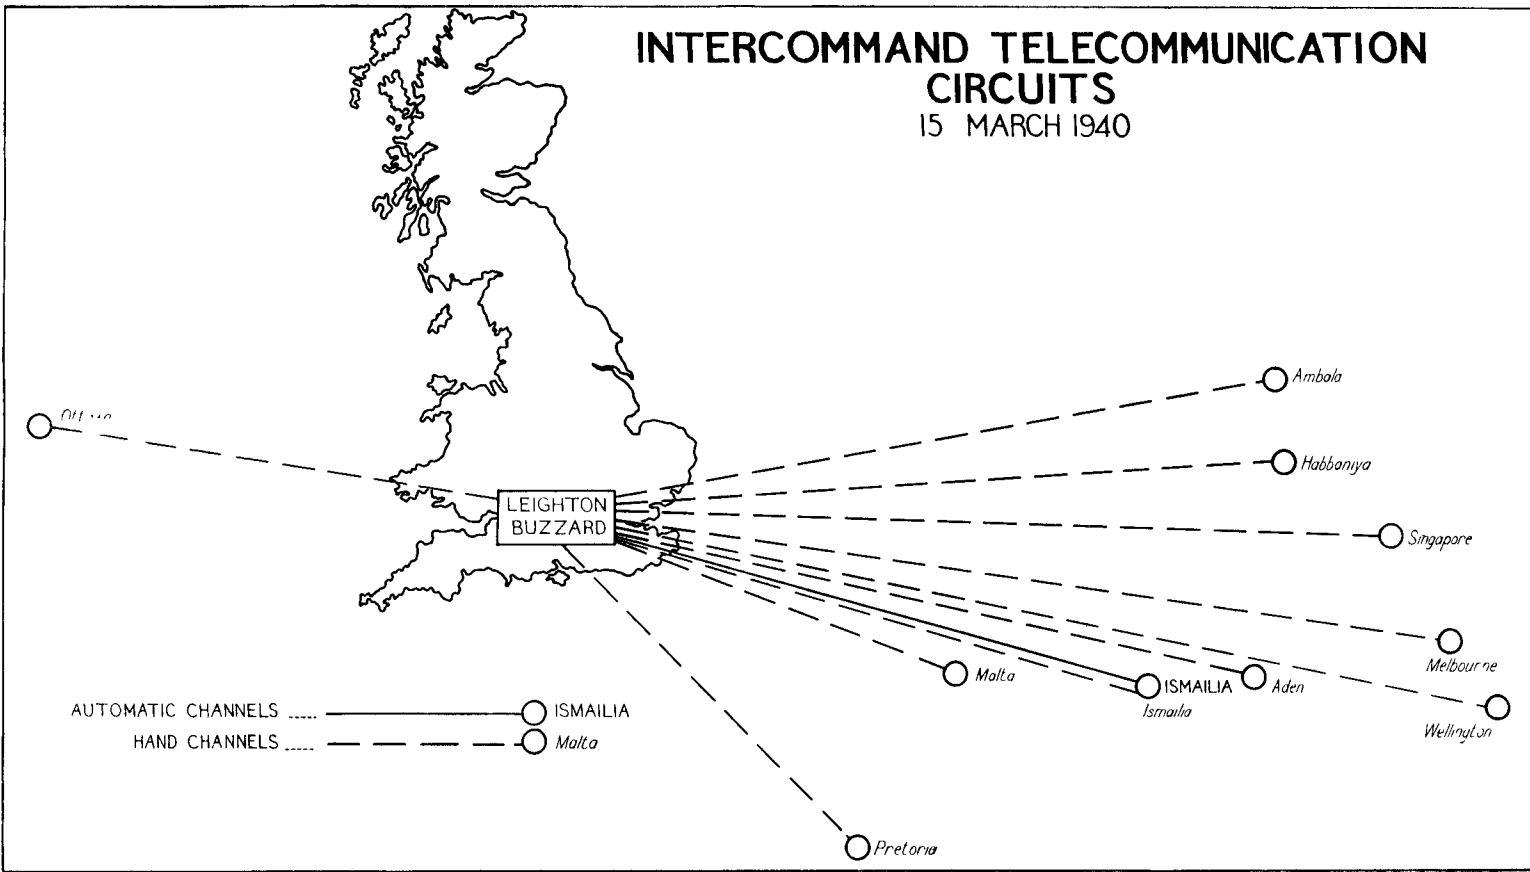 INTERCOMMAND TELECOMMUNICATION
CIRCUITS
15 MARCH 1940
Ambala
Habbaniya
LEIGHTON
BUZZARD
Singapore
Melbourne
Malta
ISMAILIA
Aden
Ismailia
Wellington
AUTOMATIC CHANNELS ..... ISMAILIA
HAND CHANNELS ..... Malta
Pretoria